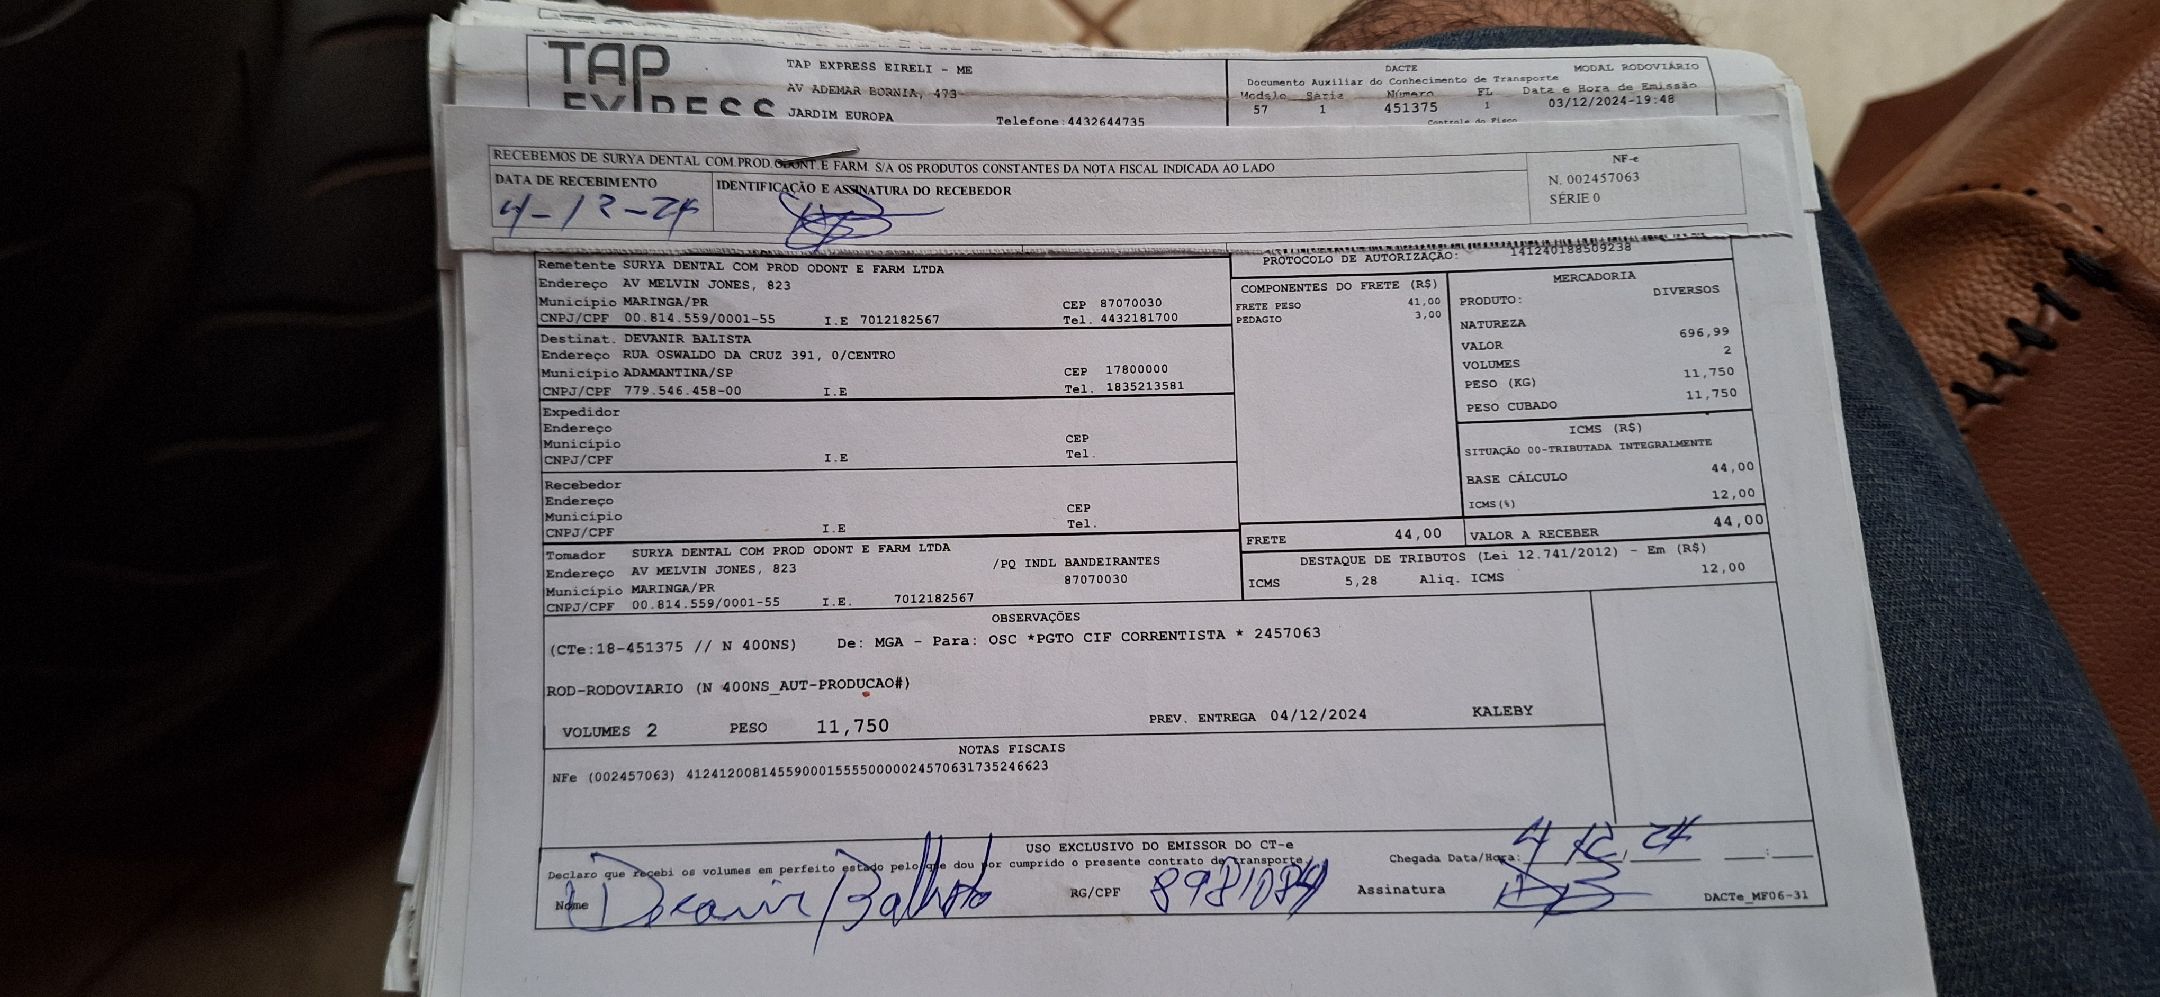 TAP EXPRESS
TAP EXPRESS EIRELI - ME
AV ADEMAR BORNIA, 473
JARDIM EUROPA
Telefone:4432644735
DACTE
MODAL RODOVIÁRIO
Documento Auxiliar do Conhecimento de Transporte
Modelo Série Número FL Data e Hora de Emissão
57 1 451375 1 03/12/2024-19:48
Controle do Fisco
RECEBEMOS DE SURYA DENTAL COM.PROD.ODONT.E FARM S/A OS PRODUTOS CONSTANTES DA NOTA FISCAL INDICADA AO LADO
DATA DE RECEBIMENTO
IDENTIFICAÇÃO E ASSINATURA DO RECEBEDOR
4-12-24
NF-e
N. 002457063
SÉRIE 0
PROTOCOLO DE AUTORIZAÇÃO: 141240188509238
Remetente SURYA DENTAL COM PROD ODONT E FARM LTDA
Endereço AV MELVIN JONES, 823
Município MARINGA/PR CEP 87070030
CNPJ/CPF 00.814.559/0001-55 I.E 7012182567 Tel. 4432181700
Destinat. DEVANIR BALISTA
Endereço RUA OSWALDO DA CRUZ 391, 0/CENTRO
Município ADAMANTINA/SP CEP 17800000
CNPJ/CPF 779.546.458-00 I.E Tel. 1835213581
Expedidor
Endereço
Município CEP
CNPJ/CPF I.E Tel.
Recebedor
Endereço
Município CEP
CNPJ/CPF I.E Tel.
Tomador SURYA DENTAL COM PROD ODONT E FARM LTDA
Endereço AV MELVIN JONES, 823 /PQ INDL BANDEIRANTES
Município MARINGA/PR 87070030
CNPJ/CPF 00.814.559/0001-55 I.E. 7012182567
COMPONENTES DO FRETE (R$)
FRETE PESO 41,00
PEDAGIO 3,00
MERCADORIA
PRODUTO: DIVERSOS
NATUREZA
VALOR 696,99
VOLUMES 2
PESO (KG) 11,750
PESO CUBADO 11,750
ICMS (R$)
SITUAÇÃO 00-TRIBUTADA INTEGRALMENTE
BASE CÁLCULO 44,00
ICMS(%) 12,00
FRETE 44,00 VALOR A RECEBER 44,00
DESTAQUE DE TRIBUTOS (Lei 12.741/2012) - Em (R$)
ICMS 5,28 Aliq. ICMS 12,00
OBSERVAÇÕES
(CTe:18-451375 // N 400NS) De: MGA - Para: OSC *PGTO CIF CORRENTISTA * 2457063
ROD-RODOVIARIO (N 400NS_AUT-PRODUCAO#)
VOLUMES 2 PESO 11,750 PREV. ENTREGA 04/12/2024 KALEBY
NOTAS FISCAIS
NFe (002457063) 41241200814559000155550000024570631735246623
USO EXCLUSIVO DO EMISSOR DO CT-e
Declaro que recebi os volumes em perfeito estado pelo que dou por cumprido o presente contrato de transporte.
Chegada Data/Hora: 4 12 24
Nome Devanir Balista RG/CPF Assinatura
DACTe_MF06-31